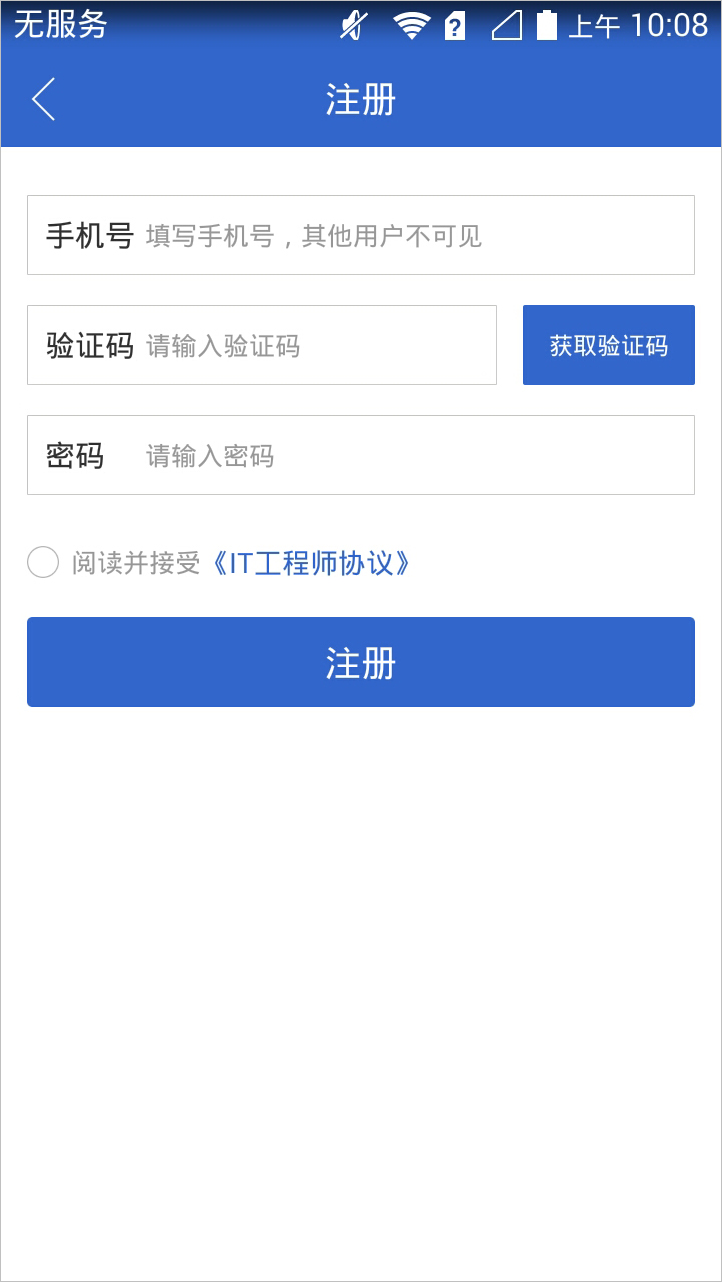 无服务 上午 10:08
注册
手机号 填写手机号，其他用户不可见
验证码 请输入验证码 获取验证码
密码 请输入密码
阅读并接受《IT工程师协议》
注册